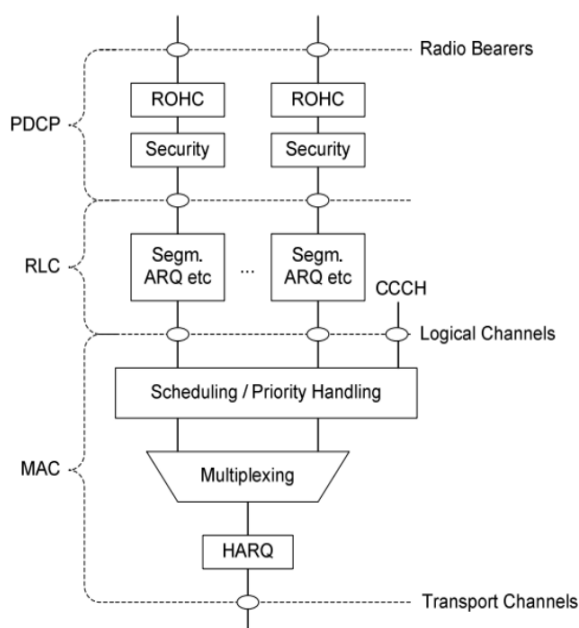 Radio Bearers
ROHC
ROHC
PDCP
Security
Security
Segm.
ARQ etc
...
Segm.
ARQ etc
RLC
CCCH
Logical Channels
Scheduling / Priority Handling
MAC
Multiplexing
HARQ
Transport Channels